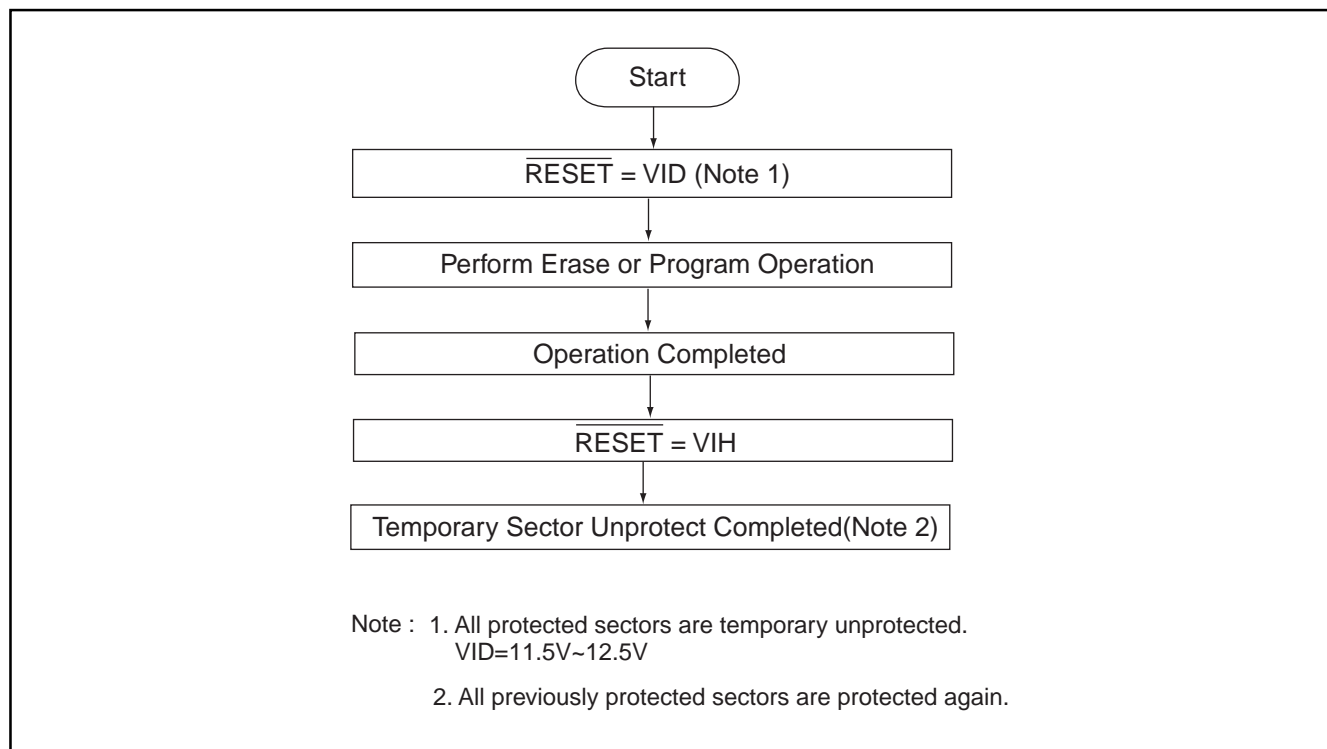 Start
RESET = VID (Note 1)
Perform Erase or Program Operation
Operation Completed
RESET = VIH
Temporary Sector Unprotect Completed(Note 2)
Note : 1. All protected sectors are temporary unprotected.
VID=11.5V~12.5V
2. All previously protected sectors are protected again.